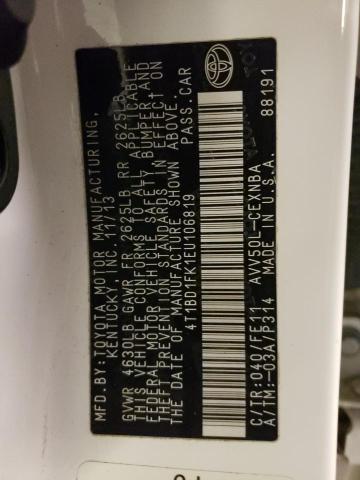 MFD.BY:TOYOTA MOTOR MANUFACTURING,
KENTUCKY, INC. 11/13
GVWR 4630LB GAWR FR 2625LB RR 2625LB
THIS VEHICLE CONFORMS TO ALL APPLICABLE
FEDERAL MOTOR VEHICLE SAFETY, BUMPER, AND
THEFT PREVENTION STANDARDS IN EFFECT ON
THE DATE OF MANUFACTURE SHOWN ABOVE.
4T1BD1FK1EU106819 PASS.CAR
C/TR:040/FE11 AVV50L-CEXNBA
A/TM:-03A/P314 MADE IN U.S.A. 88191